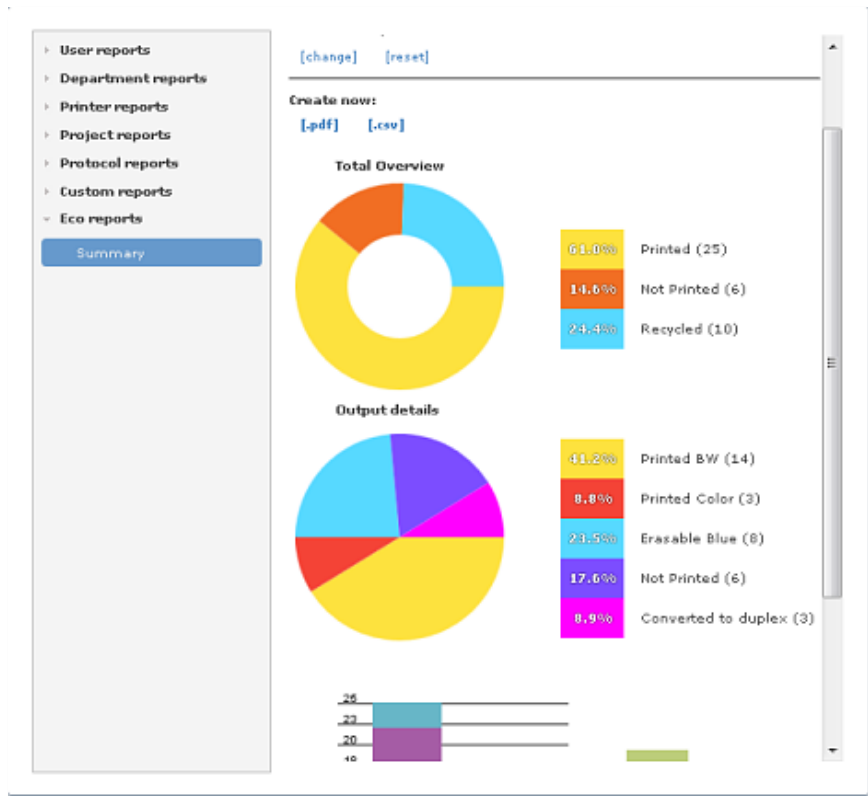 User reports
Department reports
Printer reports
Project reports
Protocol reports
Custom reports
Eco reports
Summary
[change] [reset]
Create now:
[.pdf] [.csv]
Total Overview
61.0% Printed (25)
14.6% Not Printed (6)
24.4% Recycled (10)
Output details
41.2% Printed BW (14)
8.8% Printed Color (3)
23.5% Erasable Blue (8)
17.6% Not Printed (6)
8.9% Converted to duplex (3)
26
23
20